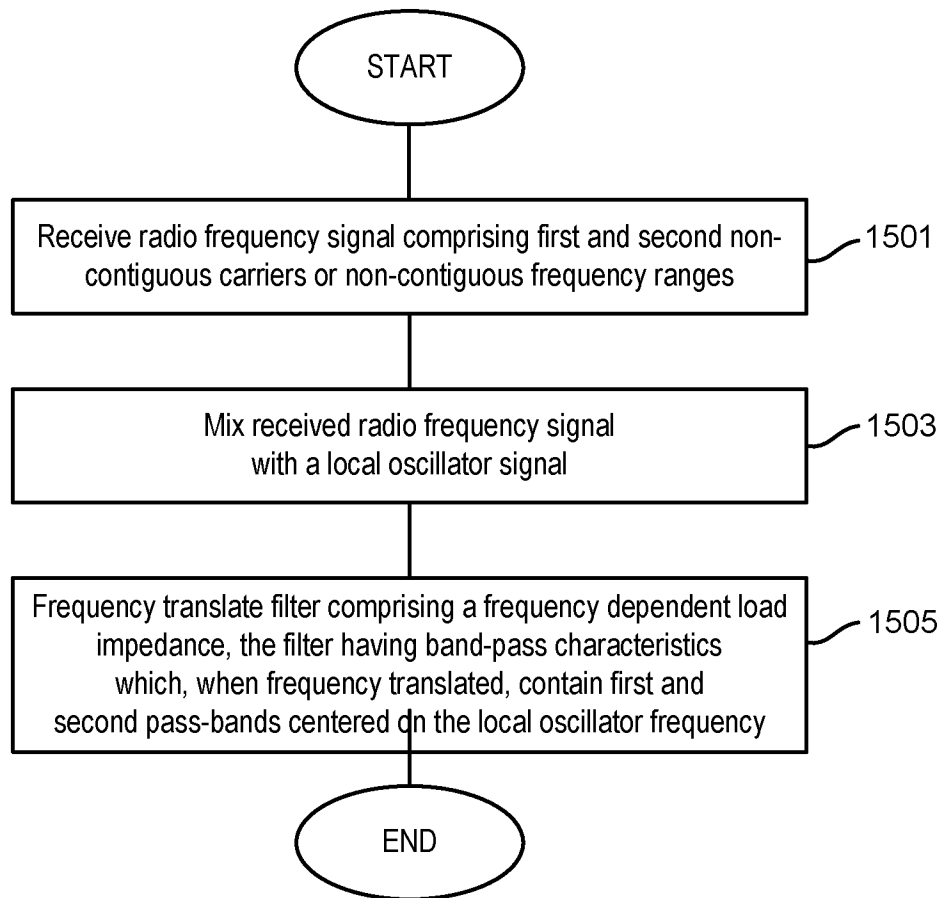 START
Receive radio frequency signal comprising first and second non-
contiguous carriers or non-contiguous frequency ranges
1501
Mix received radio frequency signal
with a local oscillator signal
1503
Frequency translate filter comprising a frequency dependent load
impedance, the filter having band-pass characteristics
which, when frequency translated, contain first and
second pass-bands centered on the local oscillator frequency
1505
END